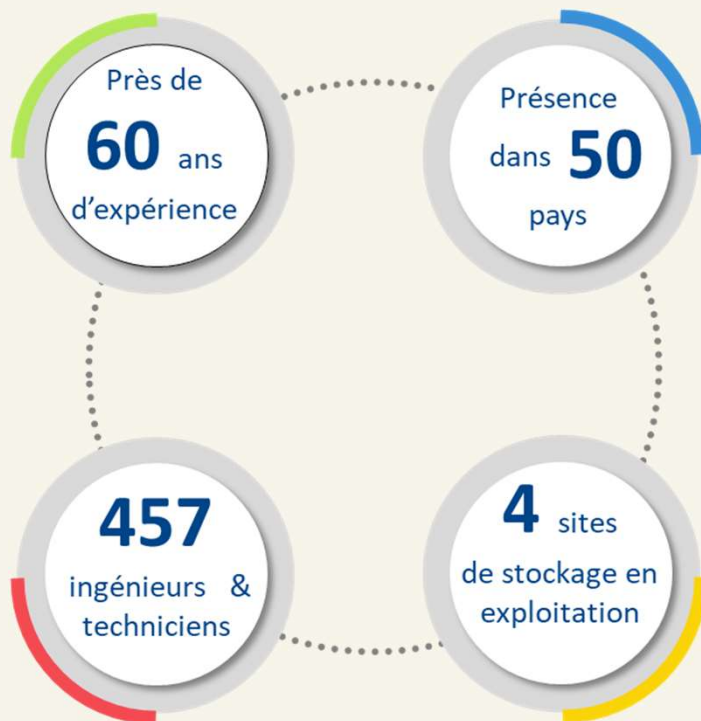 Près de
60 ans
d'expérience
Présence
dans 50
pays
457
ingénieurs &
techniciens
4 sites
de stockage en
exploitation